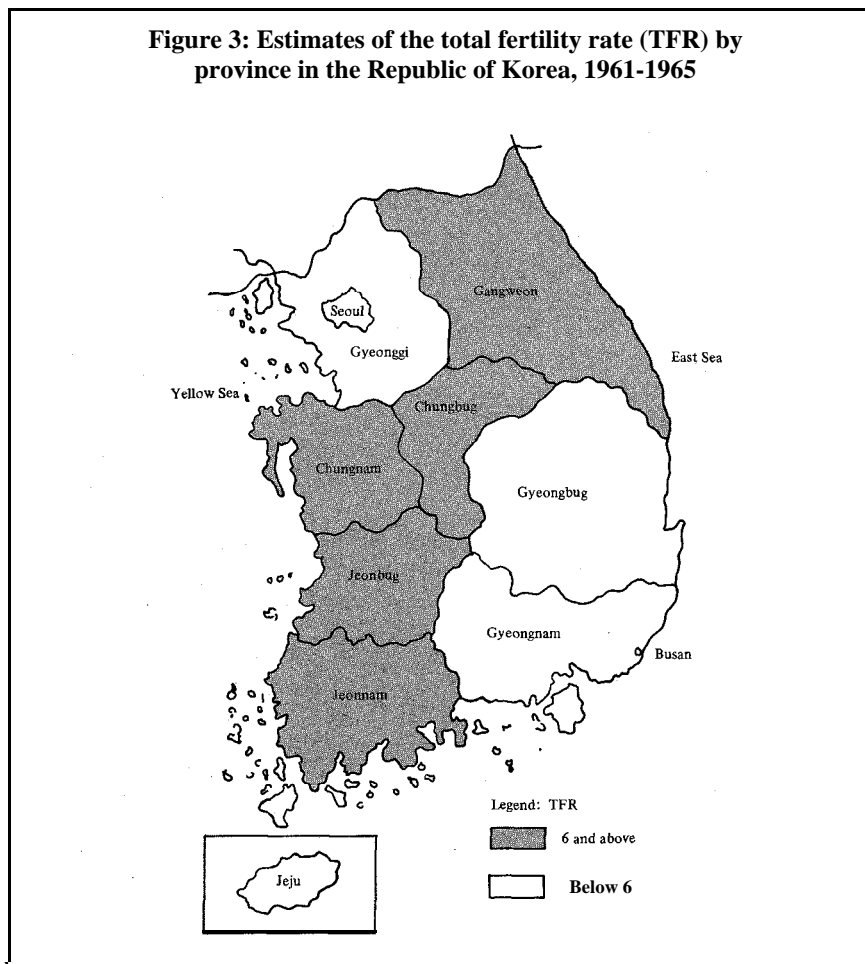 Figure 3: Estimates of the total fertility rate (TFR) by
province in the Republic of Korea, 1961-1965
Gangweon
Seoul
Gyeonggi
East Sea
Yellow Sea
Chungbug
Chungnam
Gyeongbug
Jeonbug
Gyeongnam
Busan
Jeonnam
Legend: TFR
6 and above
Jeju
Below 6